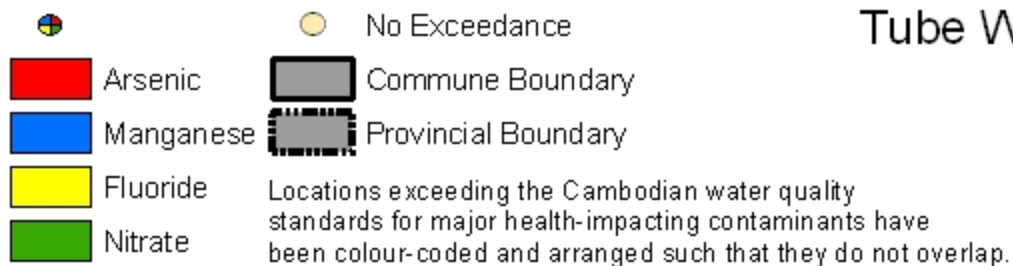 No Exceedance
Tube W
Arsenic
Commune Boundary
Manganese
Provincial Boundary
Fluoride
Nitrate
Locations exceeding the Cambodian water quality
standards for major health-impacting contaminants have
been colour-coded and arranged such that they do not overlap.